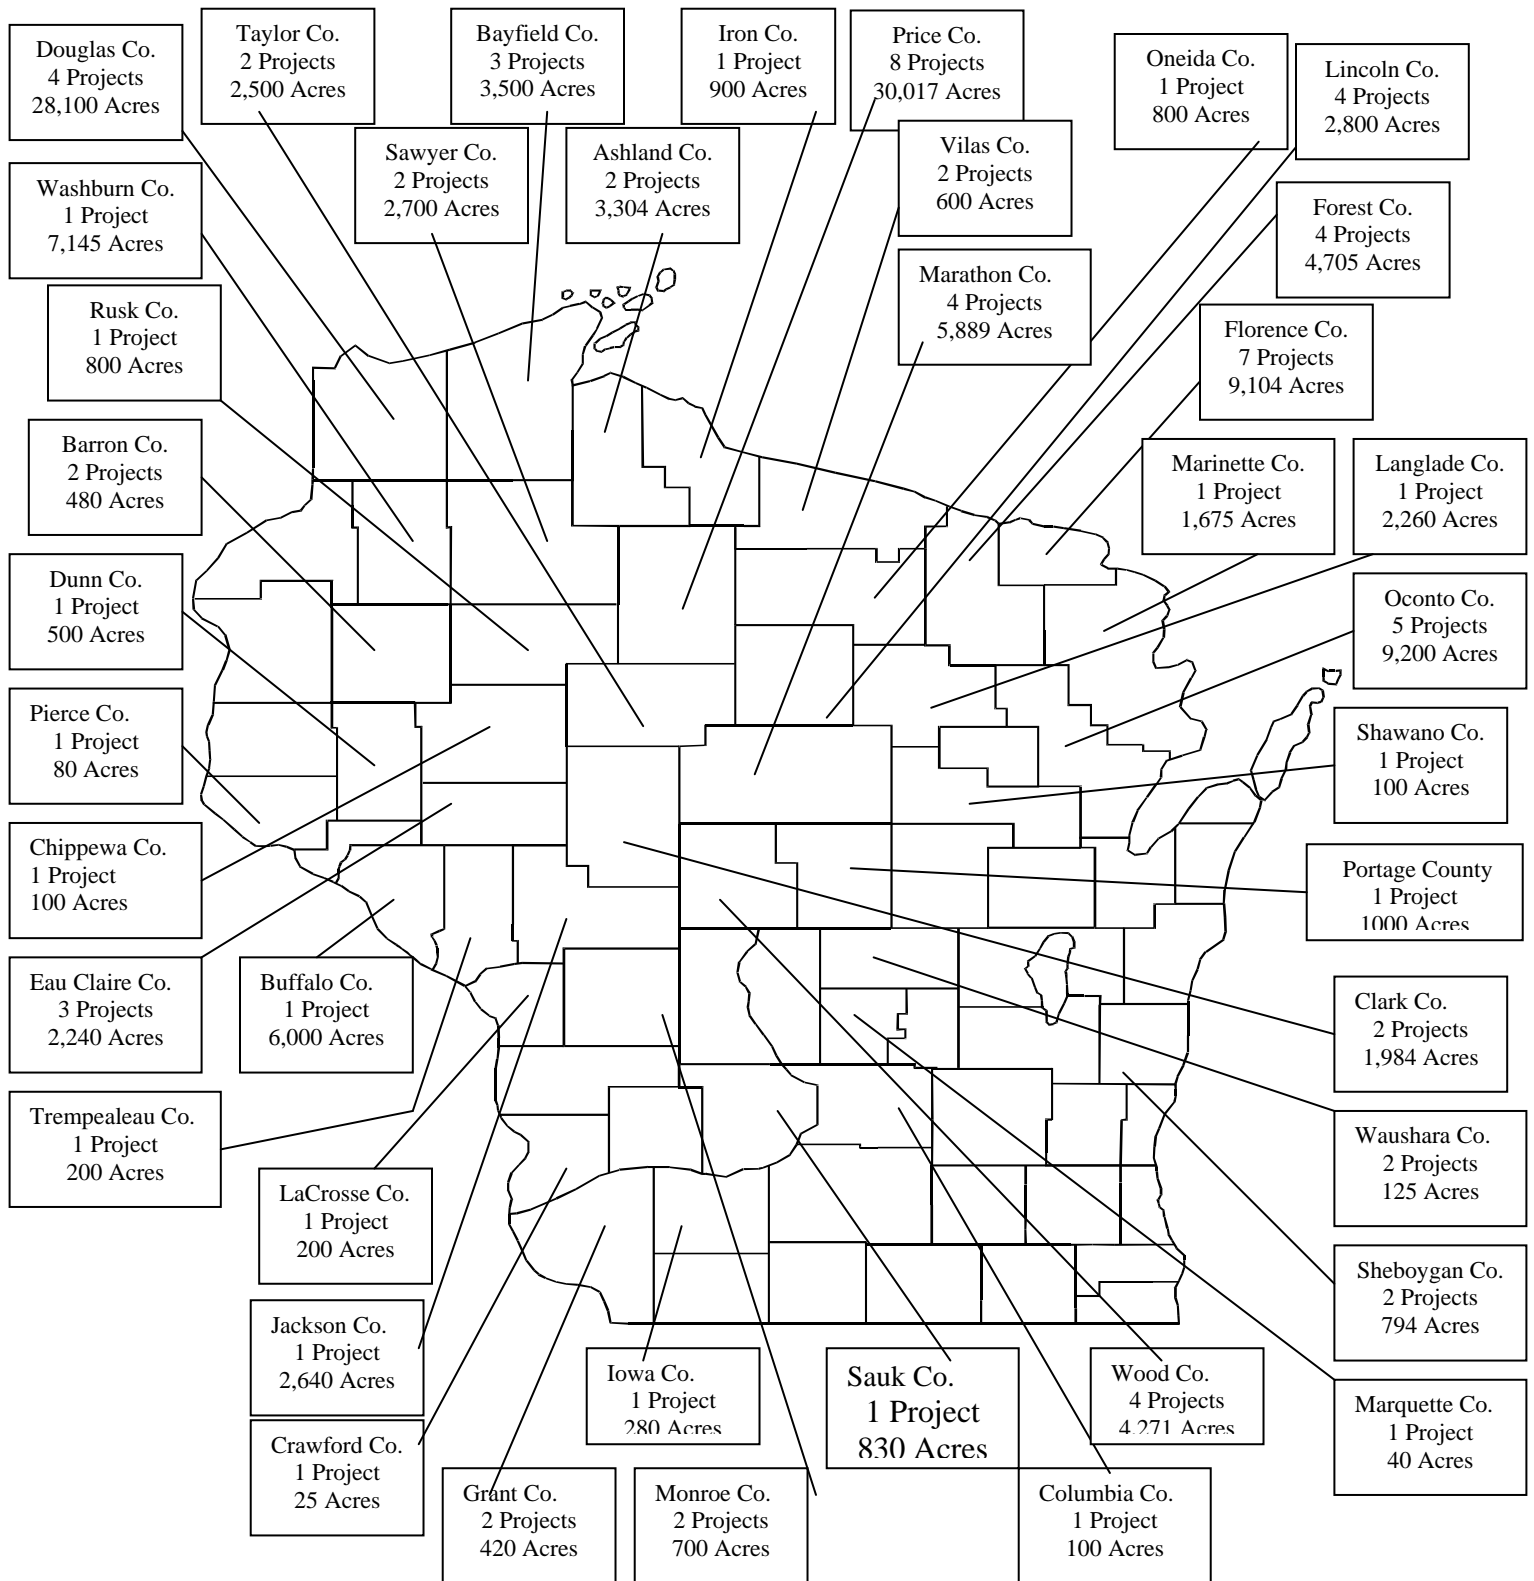 Douglas Co.
4 Projects
28,100 Acres
Taylor Co.
2 Projects
2,500 Acres
Bayfield Co.
3 Projects
3,500 Acres
Iron Co.
1 Project
900 Acres
Price Co.
8 Projects
30,017 Acres
Oneida Co.
1 Project
800 Acres
Lincoln Co.
4 Projects
2,800 Acres
Sawyer Co.
2 Projects
2,700 Acres
Ashland Co.
2 Projects
3,304 Acres
Vilas Co.
2 Projects
600 Acres
Washburn Co.
1 Project
7,145 Acres
Forest Co.
4 Projects
4,705 Acres
Marathon Co.
4 Projects
5,889 Acres
Rusk Co.
1 Project
800 Acres
Florence Co.
7 Projects
9,104 Acres
Barron Co.
2 Projects
480 Acres
Marinette Co.
1 Project
1,675 Acres
Langlade Co.
1 Project
2,260 Acres
Dunn Co.
1 Project
500 Acres
Oconto Co.
5 Projects
9,200 Acres
Pierce Co.
1 Project
80 Acres
Shawano Co.
1 Project
100 Acres
Chippewa Co.
1 Project
100 Acres
Portage County
1 Project
1000 Acres
Eau Claire Co.
3 Projects
2,240 Acres
Buffalo Co.
1 Project
6,000 Acres
Clark Co.
2 Projects
1,984 Acres
Trempealeau Co.
1 Project
200 Acres
Waushara Co.
2 Projects
125 Acres
LaCrosse Co.
1 Project
200 Acres
Sheboygan Co.
2 Projects
794 Acres
Jackson Co.
1 Project
2,640 Acres
Iowa Co.
1 Project
280 Acres
Sauk Co.
1 Project
830 Acres
Wood Co.
4 Projects
4,271 Acres
Marquette Co.
1 Project
40 Acres
Crawford Co.
1 Project
25 Acres
Grant Co.
2 Projects
420 Acres
Monroe Co.
2 Projects
700 Acres
Columbia Co.
1 Project
100 Acres